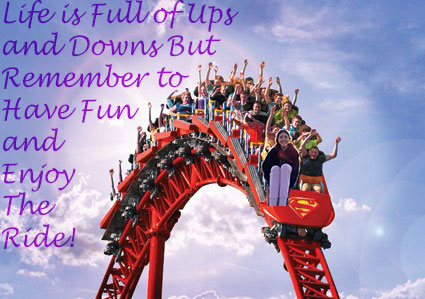 Life is Full of Ups
and Downs But
Remember to
Have Fun
and
Enjoy
The
Ride!